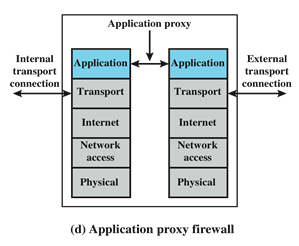 Application proxy
Internal
transport
connection
External
transport
connection
Application
Application
Transport
Transport
Internet
Internet
Network
access
Network
access
Physical
Physical
(d) Application proxy firewall